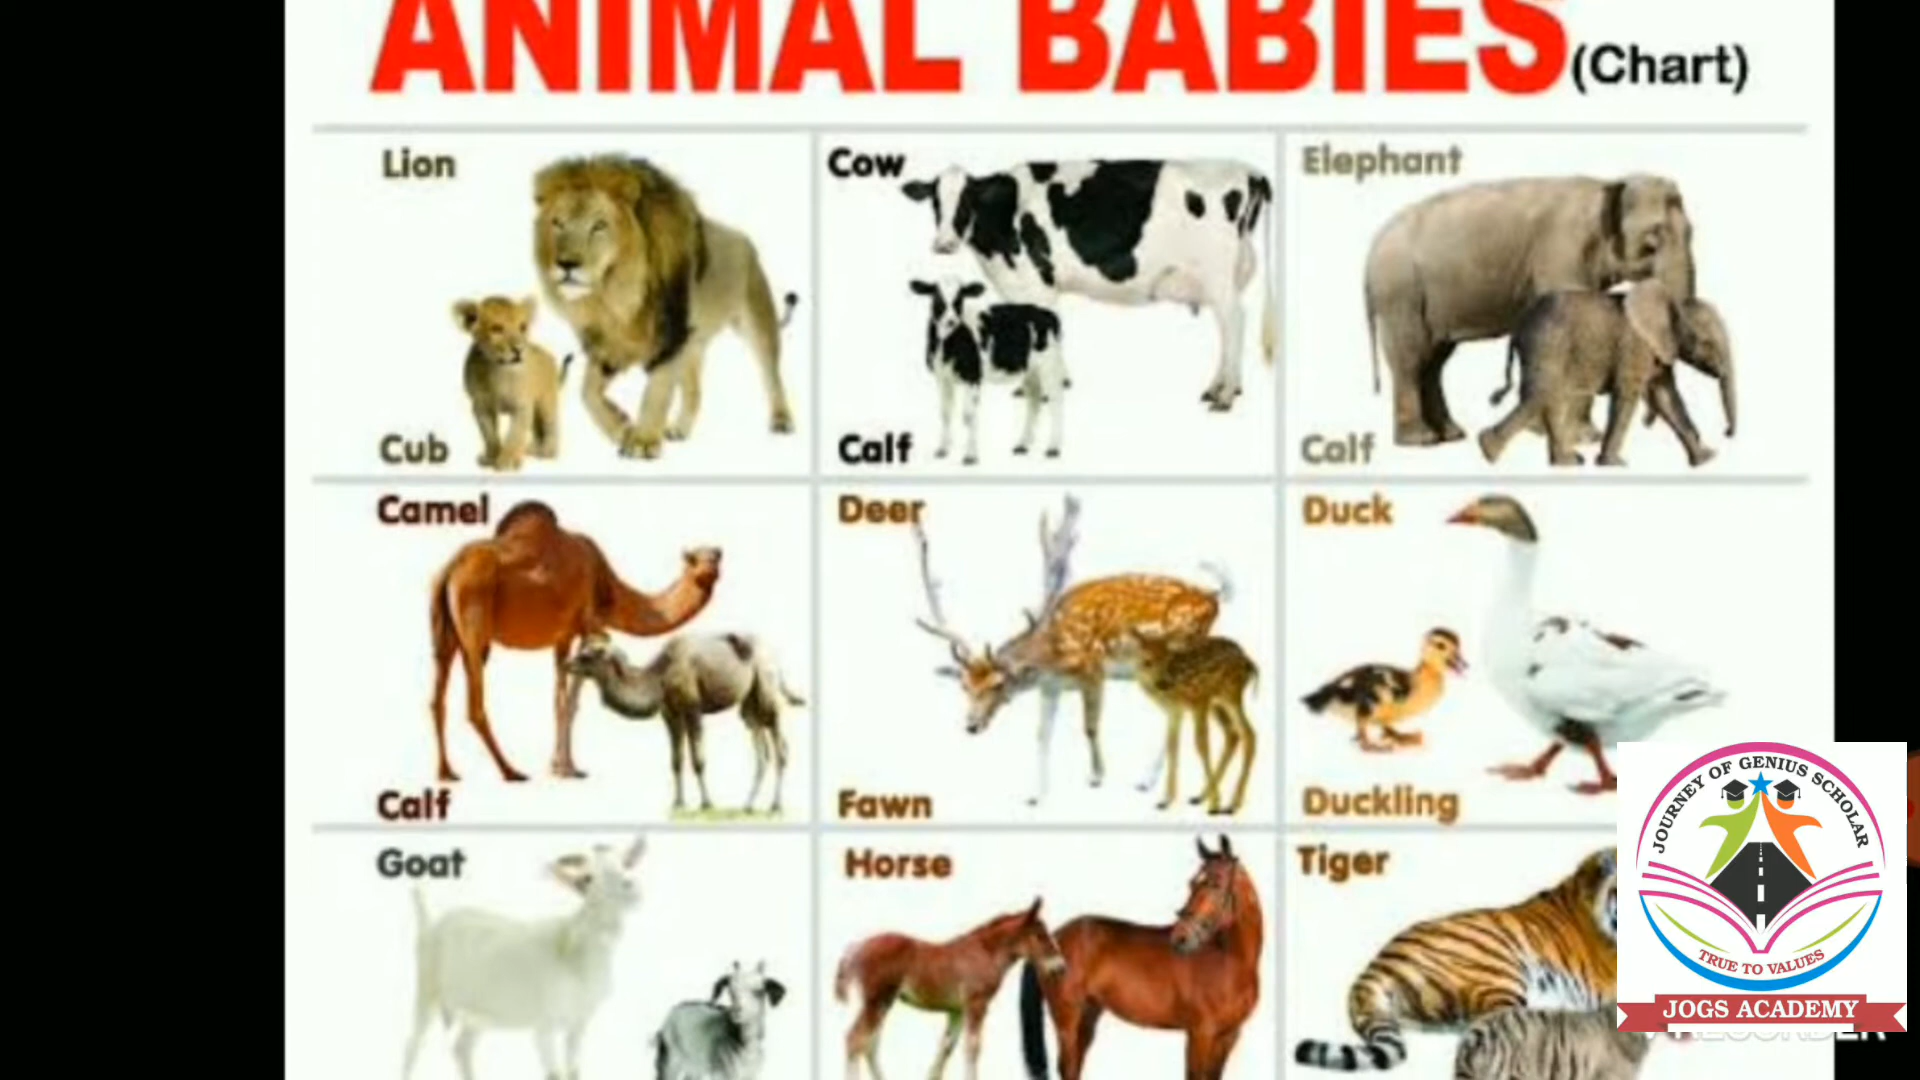 ANIMAL BABIES (Chart)
Lion
Cub
Cow
Calf
Elephant
Calf
Camel
Calf
Deer
Fawn
Duck
Duckling
Goat
Horse
Tiger
JOURNEY OF GENIUS SCHOLAR
TRUE TO VALUES
JOGS ACADEMY